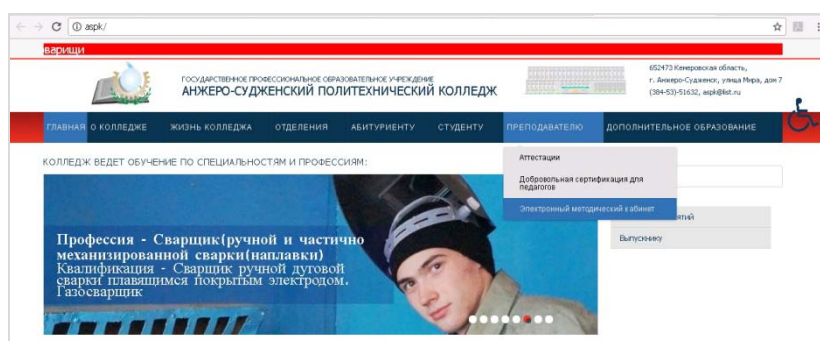 aspk/
варищи
ГОСУДАРСТВЕННОЕ ПРОФЕССИОНАЛЬНОЕ ОБРАЗОВАТЕЛЬНОЕ УЧРЕЖДЕНИЕ
АНЖЕРО-СУДЖЕНСКИЙ ПОЛИТЕХНИЧЕСКИЙ КОЛЛЕДЖ
652473 Кемеровская область,
г. Анжеро-Судженск, улица Мира, дом 7
(384-53)-51632, aspk@list.ru
ГЛАВНАЯ О КОЛЛЕДЖЕ ЖИЗНЬ КОЛЛЕДЖА ОТДЕЛЕНИЯ АБИТУРИЕНТУ СТУДЕНТУ ПРЕПОДАВАТЕЛЮ ДОПОЛНИТЕЛЬНОЕ ОБРАЗОВАНИЕ
КОЛЛЕДЖ ВЕДЕТ ОБУЧЕНИЕ ПО СПЕЦИАЛЬНОСТЯМ И ПРОФЕССИЯМ:
Аттестации
Добровольная сертификация для
педагогов
Электронный методический кабинет
ятий
Выпускнику
Профессия - Сварщик(ручной и частично
механизированной сварки(наплавки)
Квалификация - Сварщик ручной дуговой
сварки плавящимся покрытым электродом.
Газосварщик